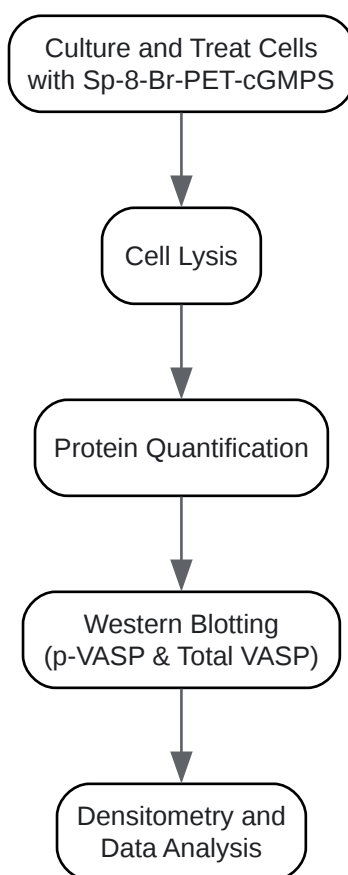 Culture and Treat Cells
with Sp-8-Br-PET-cGMPS
Cell Lysis
Protein Quantification
Western Blotting
(p-VASP & Total VASP)
Densitometry and
Data Analysis